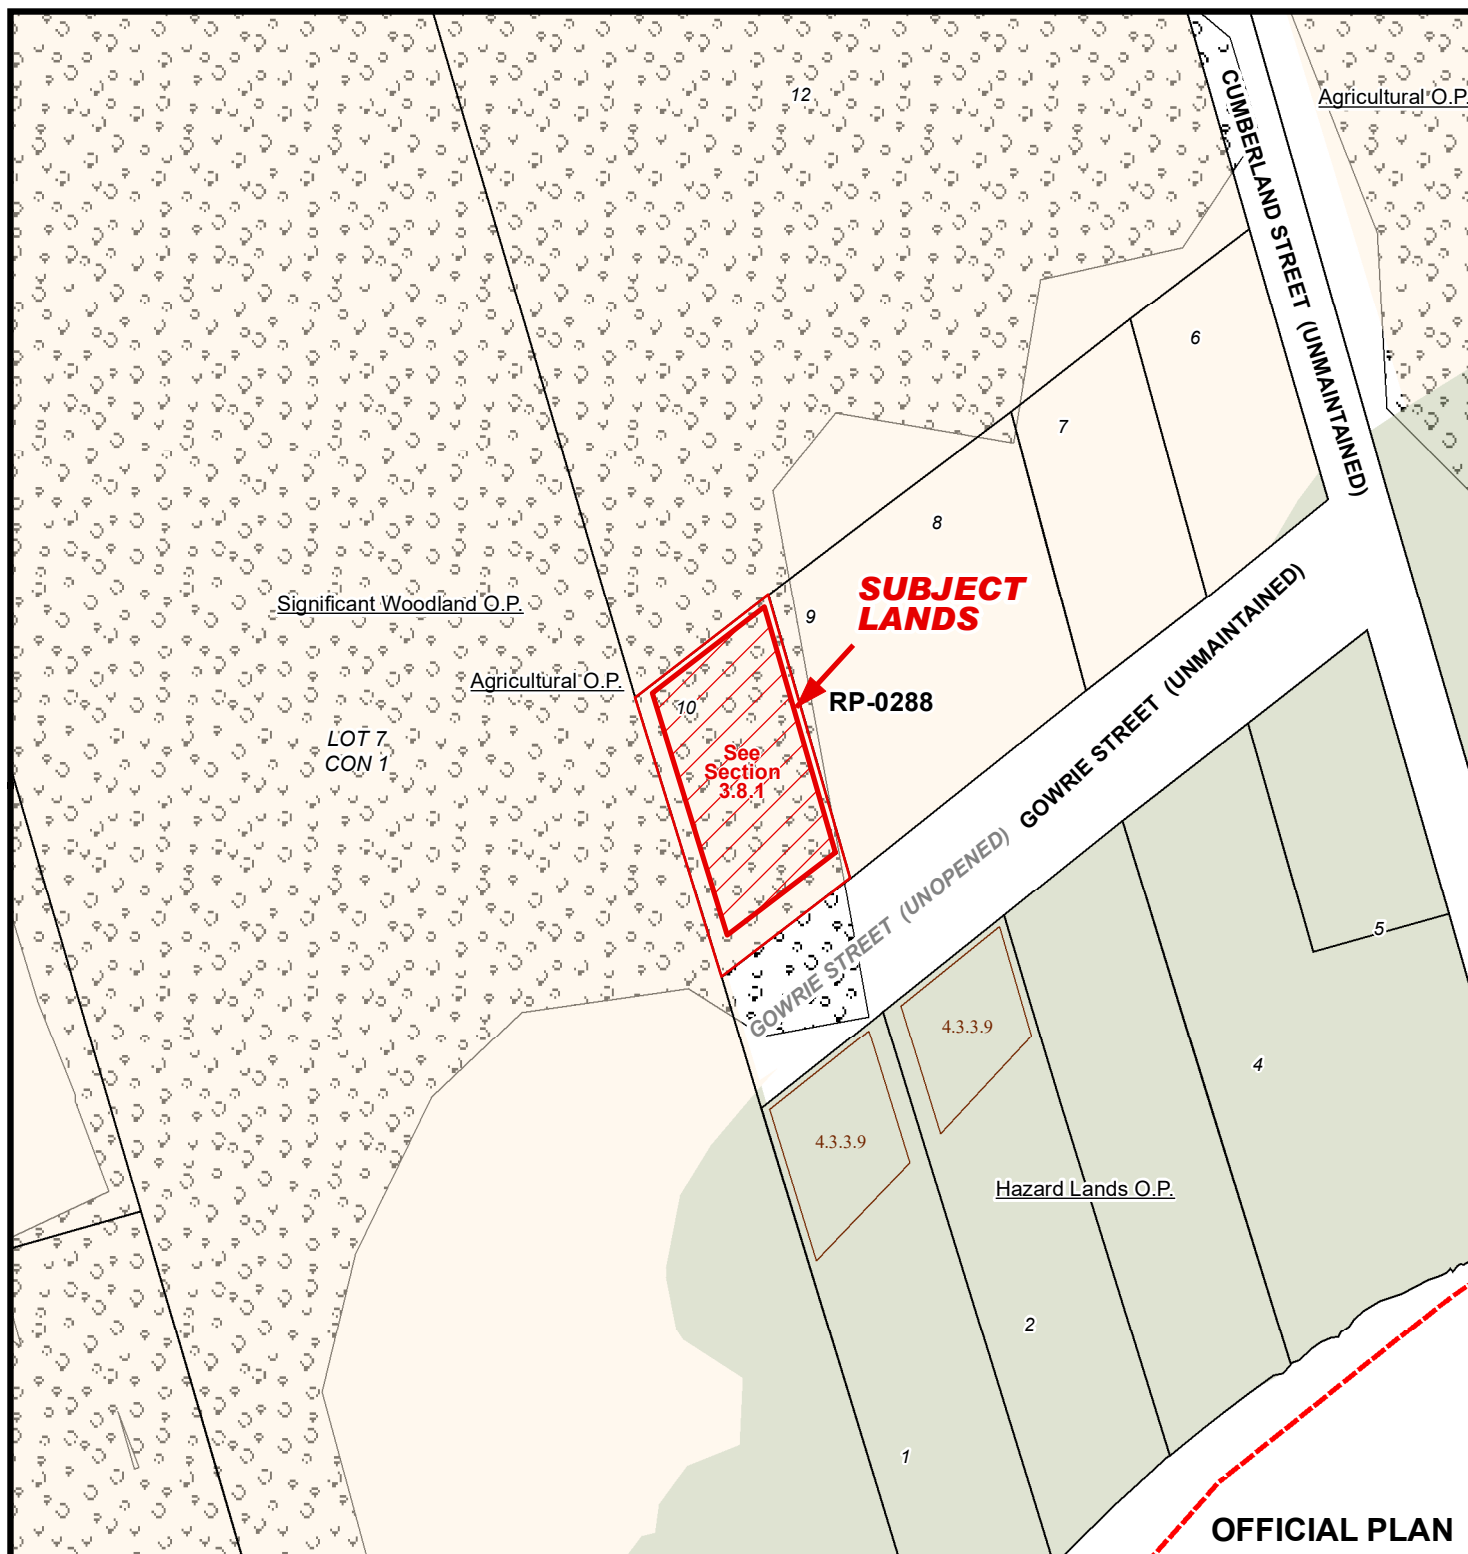 12
Agricultural O.P.
CUMBERLAND STREET (UNMAINTAINED)
6
7
8
SUBJECT
LANDS
Significant Woodland O.P.
9
Agricultural O.P.
10
RP-0288
LOT 7
CON 1
See
Section
3.8.1
GOWRIE STREET (UNOPENED)
GOWRIE STREET (UNMAINTAINED)
5
4.3.3.9
4
4.3.3.9
Hazard Lands O.P.
2
1
OFFICIAL PLAN